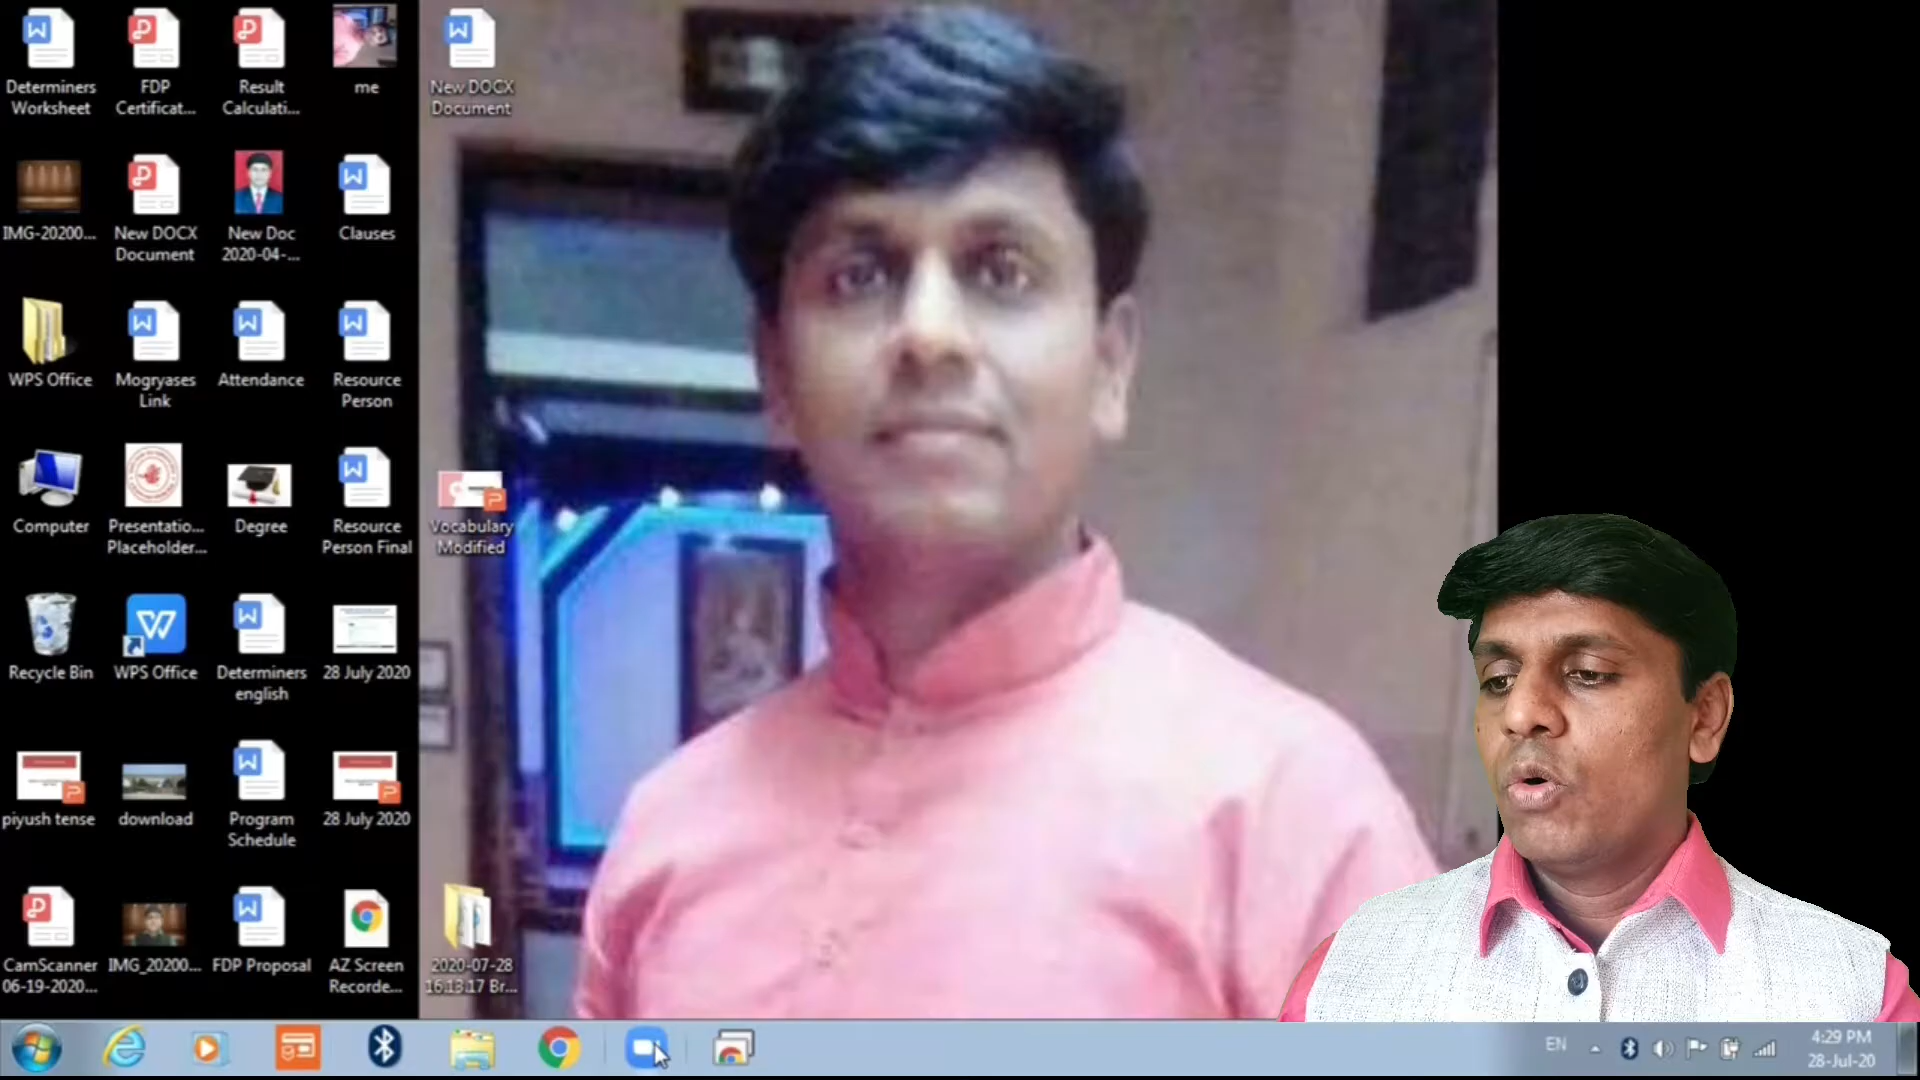 Determiners
Worksheet
FDP
Certificat...
Result
Calculati...
me
New DOCX
Document
IMG-20200...
New DOCX
Document
New Doc
2020-04-...
Clauses
WPS Office
Mogryases
Link
Attendance
Resource
Person
Computer
Presentatio...
Placeholder...
Degree
Resource
Person Final
Vocabulary
Modified
Recycle Bin
WPS Office
Determiners
english
28 July 2020
piyush tense
download
Program
Schedule
28 July 2020
CamScanner
06-19-2020...
IMG_20200...
FDP Proposal
AZ Screen
Recorde...
2020-07-28
16.13.17 Br...
EN
4:29 PM
28-Jul-20